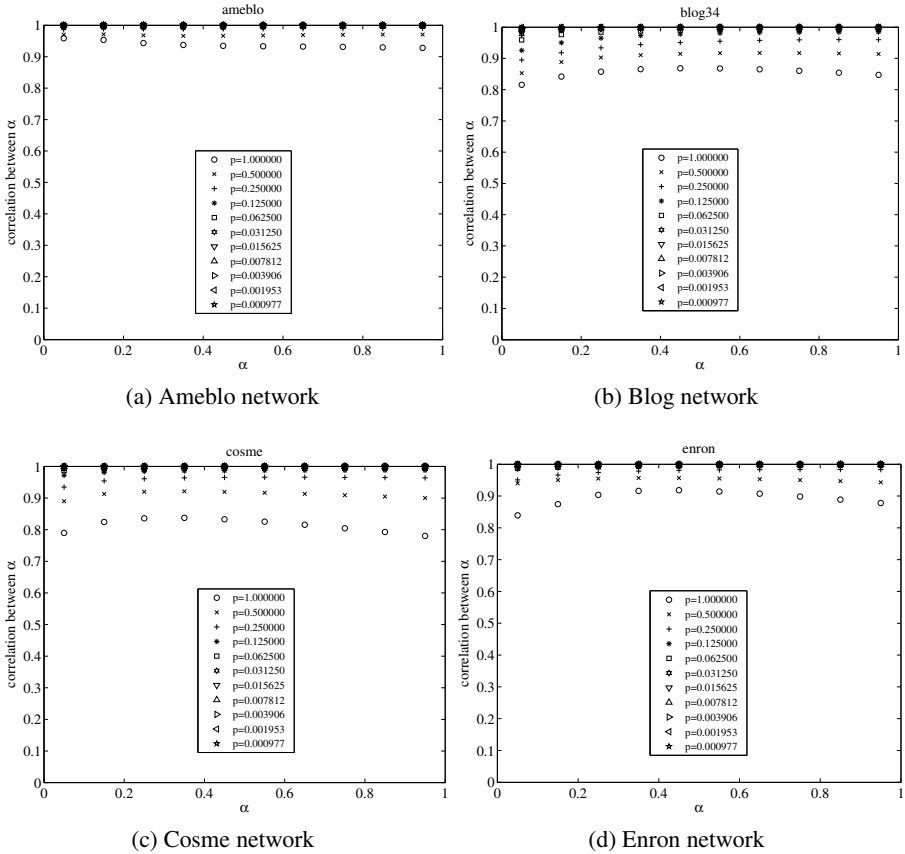 ameblo
1
0.9
0.8
0.7
0.6
0.5
0.4
0.3
0.2
0.1
0
correlation between α
p=1.000000
p=0.500000
p=0.250000
p=0.125000
p=0.062500
p=0.031250
p=0.015625
p=0.007812
p=0.003906
p=0.001953
p=0.000977
0 0.2 0.4 0.6 0.8 1
α
(a) Ameblo network
blog34
1
0.9
0.8
0.7
0.6
0.5
0.4
0.3
0.2
0.1
0
correlation between α
p=1.000000
p=0.500000
p=0.250000
p=0.125000
p=0.062500
p=0.031250
p=0.015625
p=0.007812
p=0.003906
p=0.001953
p=0.000977
0 0.2 0.4 0.6 0.8 1
α
(b) Blog network
cosme
1
0.9
0.8
0.7
0.6
0.5
0.4
0.3
0.2
0.1
0
correlation between α
p=1.000000
p=0.500000
p=0.250000
p=0.125000
p=0.062500
p=0.031250
p=0.015625
p=0.007812
p=0.003906
p=0.001953
p=0.000977
0 0.2 0.4 0.6 0.8 1
α
(c) Cosme network
enron
1
0.9
0.8
0.7
0.6
0.5
0.4
0.3
0.2
0.1
0
correlation between α
p=1.000000
p=0.500000
p=0.250000
p=0.125000
p=0.062500
p=0.031250
p=0.015625
p=0.007812
p=0.003906
p=0.001953
p=0.000977
0 0.2 0.4 0.6 0.8 1
α
(d) Enron network